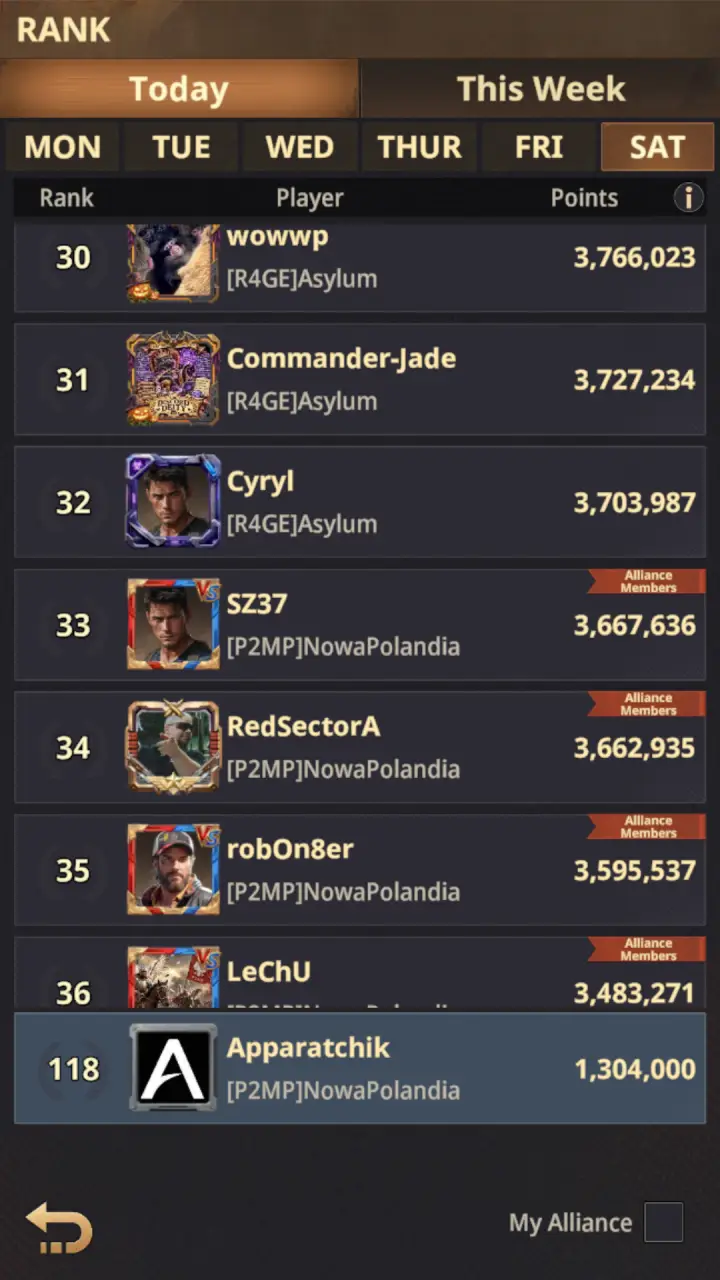 RANK
Today
This Week
MON
TUE
WED
THUR
FRI
SAT
Rank
Player
Points
30
wowwp
[R4GE]Asylum
3,766,023
31
Commander-Jade
[R4GE]Asylum
3,727,234
32
Cyryl
[R4GE]Asylum
3,703,987
Alliance
Members
33
SZ37
[P2MP]NowaPolandia
3,667,636
Alliance
Members
34
RedSectorA
[P2MP]NowaPolandia
3,662,935
Alliance
Members
35
robOn8er
[P2MP]NowaPolandia
3,595,537
Alliance
Members
36
LeChU
3,483,271
118
Apparatchik
[P2MP]NowaPolandia
1,304,000
My Alliance